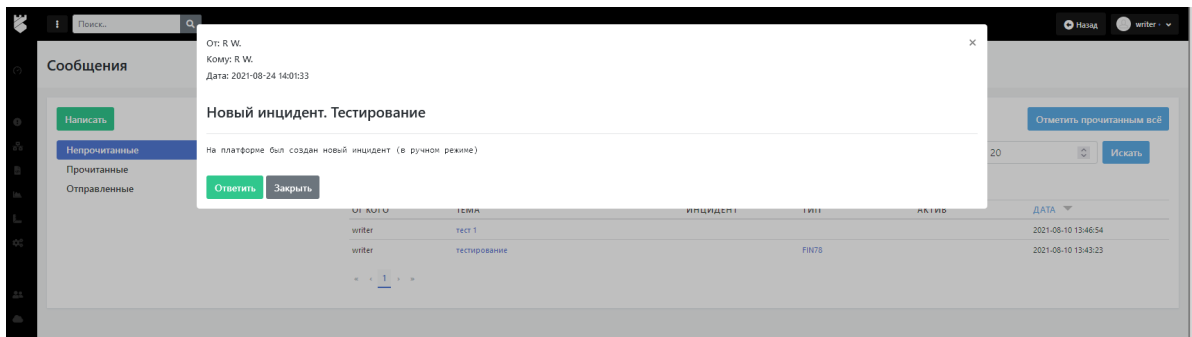 Поиск..
Назад
writer
Сообщения
От: R W.
Кому: R W.
Дата: 2021-08-24 14:01:33
×
Новый инцидент. Тестирование
На платформе был создан новый инцидент (в ручном режиме)
Ответить Закрыть
Написать
Отметить прочитанным всё
Непрочитанные
Прочитанные
Отправленные
20 Искать
ОТ КОГО ТЕМА ИНЦИДЕНТ ТИП АКТИВ ДАТА
writer тест 1 2021-08-10 13:46:54
writer тестирование FIN78 2021-08-10 13:43:23
« ‹ 1 › »